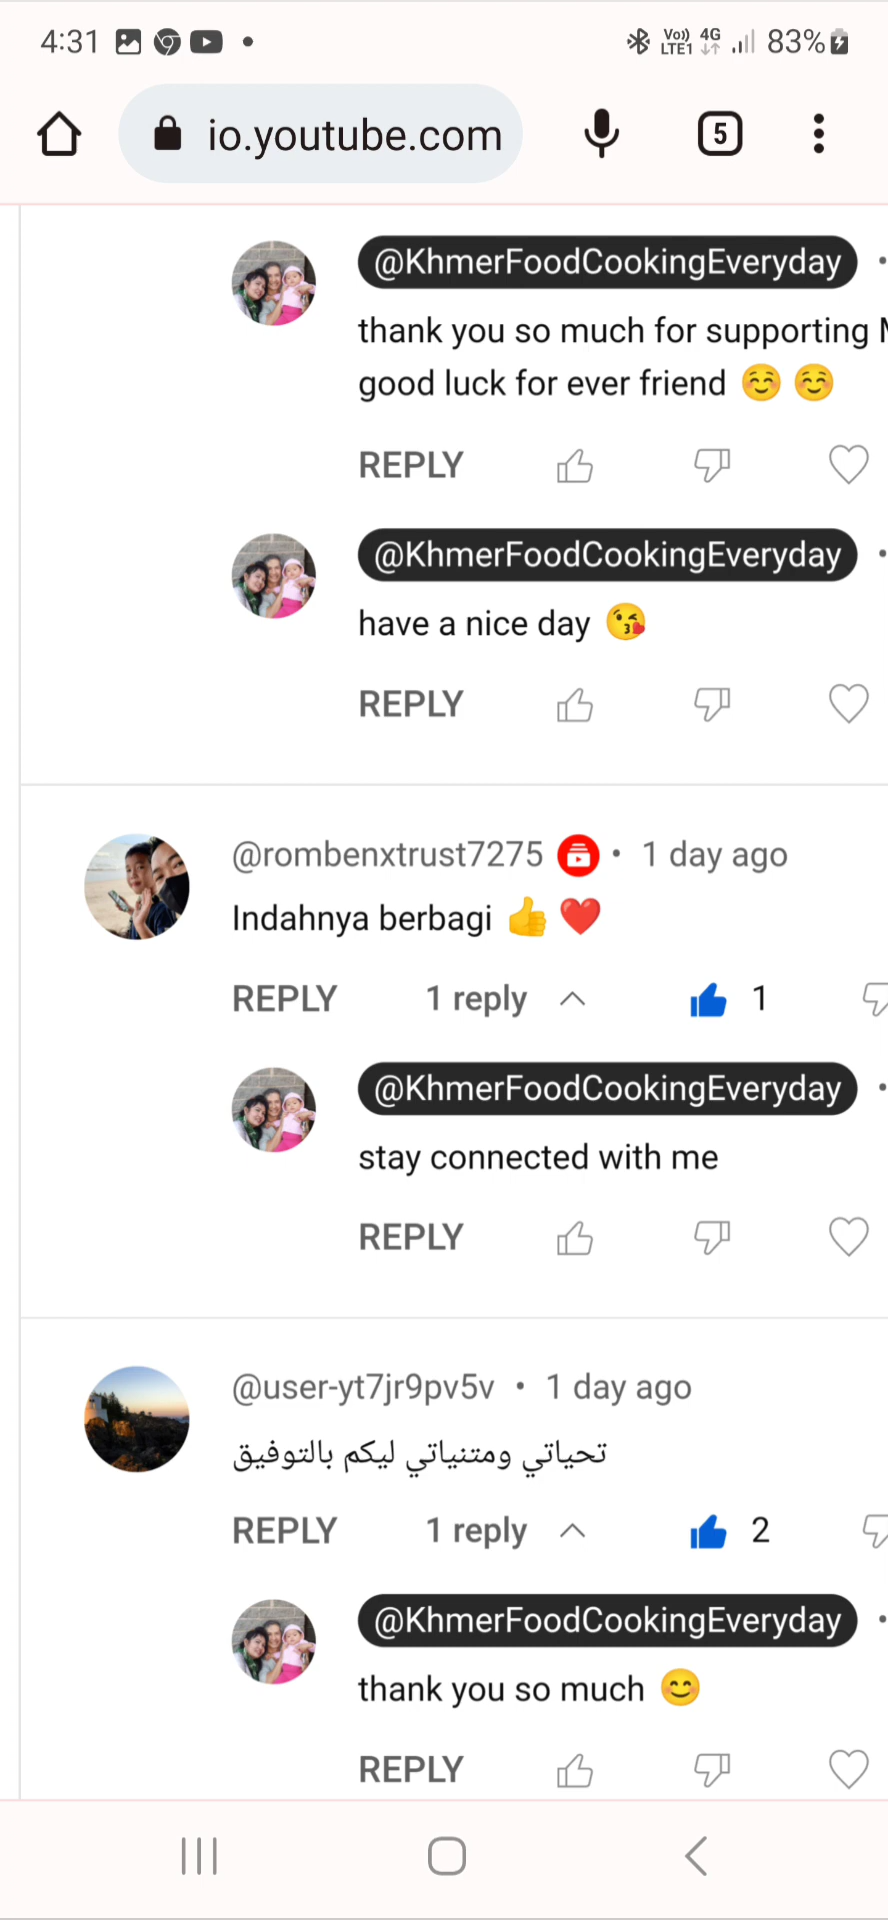 4:31
Vo)) LTE1 4G 83%
io.youtube.com 5
@KhmerFoodCookingEveryday
thank you so much for supporting
good luck for ever friend ☺️ ☺️
REPLY
@KhmerFoodCookingEveryday
have a nice day 😘
REPLY
@rombenxtrust7275 • 1 day ago
Indahnya berbagi 👍 ❤️
REPLY 1 reply 1
@KhmerFoodCookingEveryday
stay connected with me
REPLY
@user-yt7jr9pv5v • 1 day ago
تحياتي ومتنياتي ليكم بالتوفيق
REPLY 1 reply 2
@KhmerFoodCookingEveryday
thank you so much 😊
REPLY